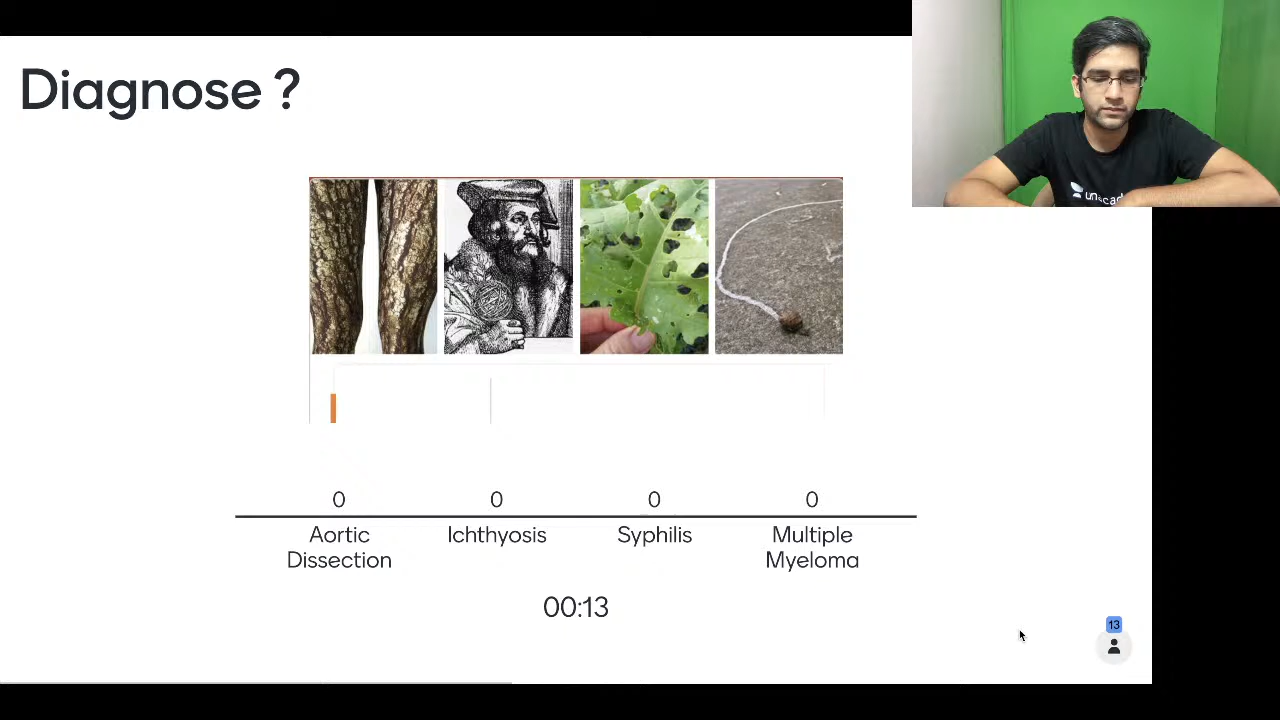 Diagnose ?
0
0
0
0
Aortic
Dissection
Ichthyosis
Syphilis
Multiple
Myeloma
00:13
13